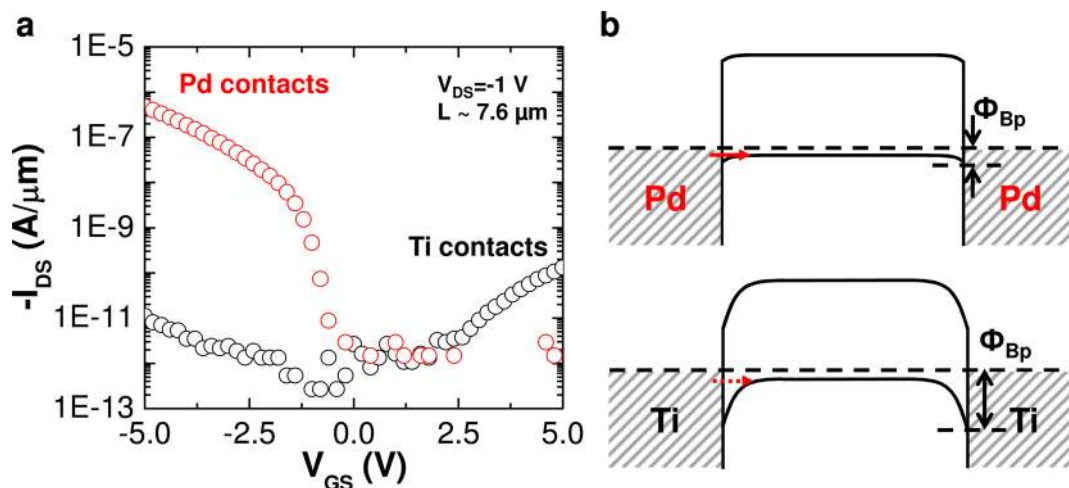 a
1E-5
1E-7
1E-9
1E-11
1E-13
-I_DS (A/μm)
Pd contacts
V_DS=-1 V
L ~ 7.6 μm
Ti contacts
-5.0 -2.5 0.0 2.5 5.0
V_GS (V)
b
Φ_Bp
Pd Pd
Φ_Bp
Ti Ti